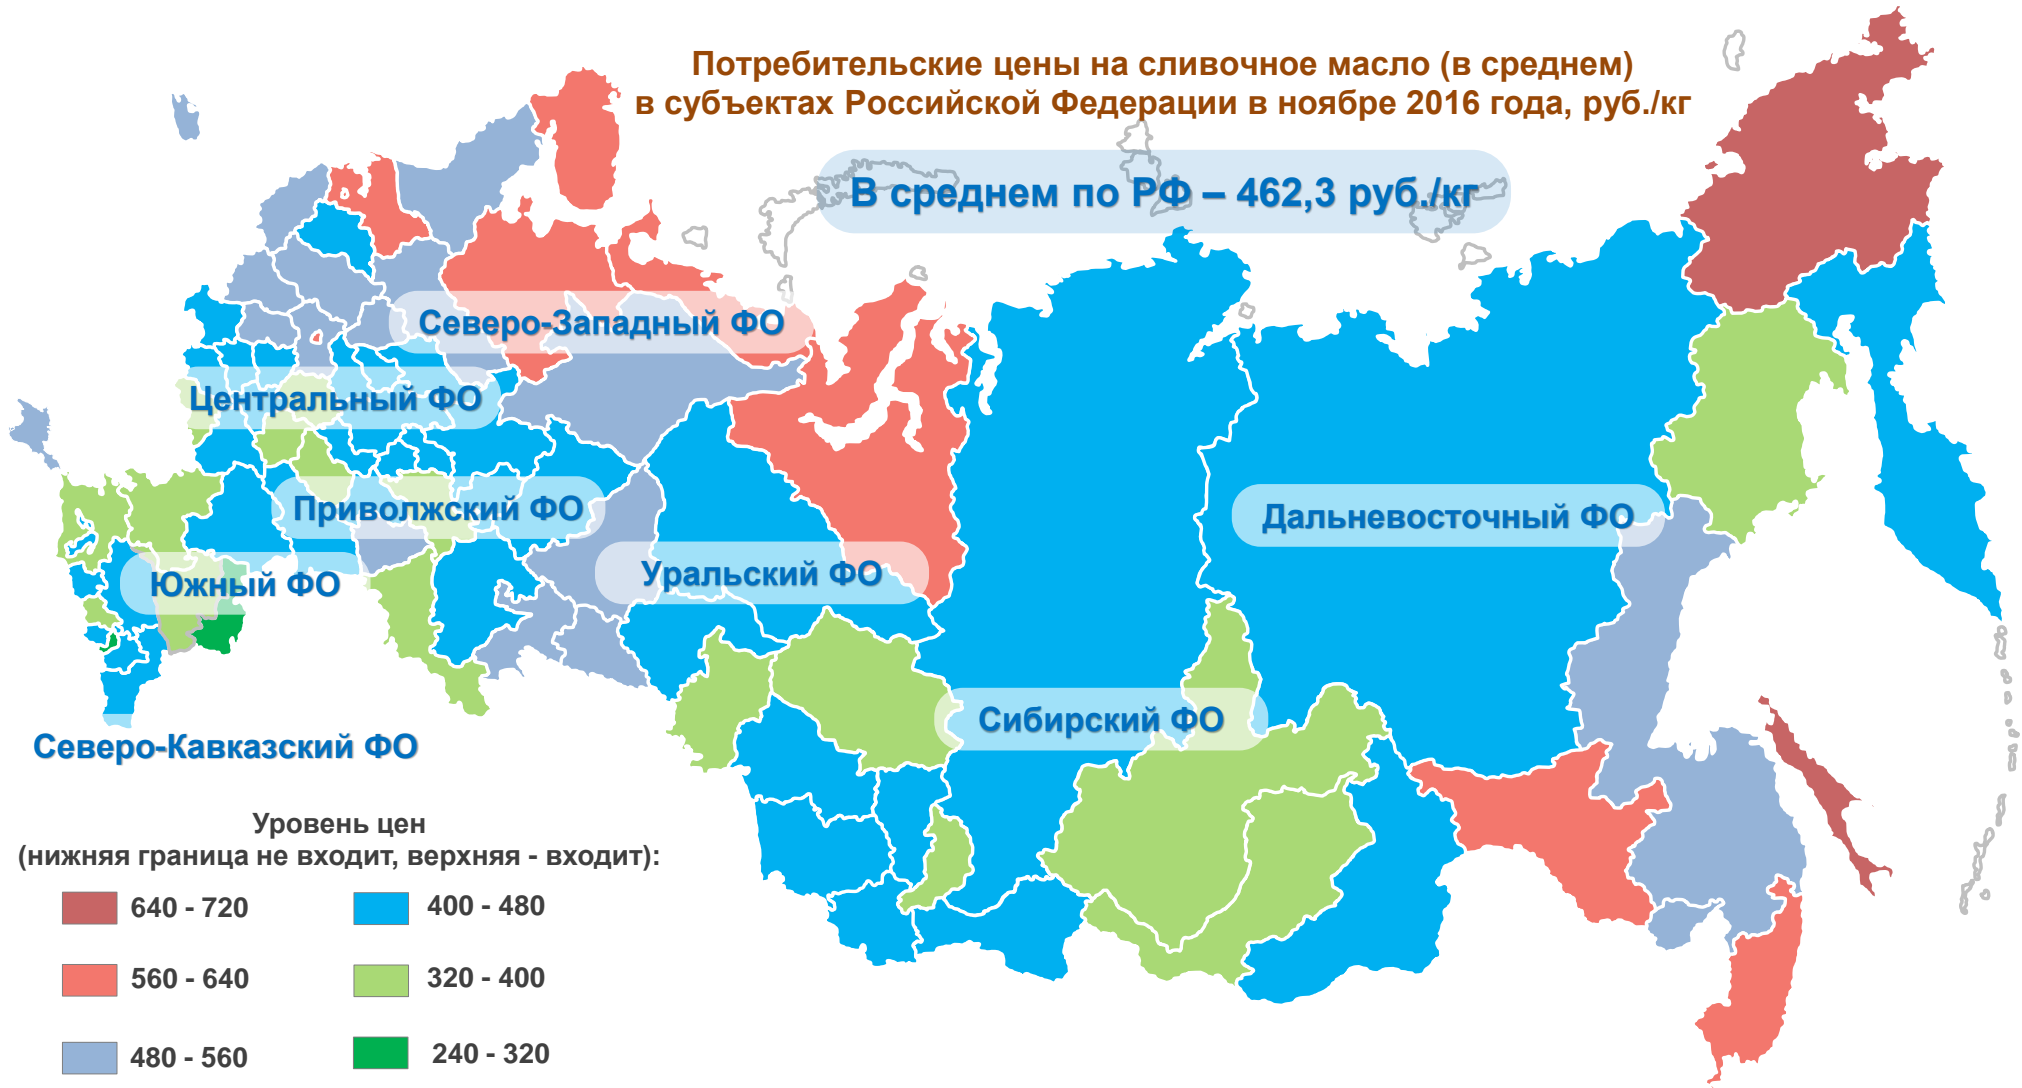 Потребительские цены на сливочное масло (в среднем)
в субъектах Российской Федерации в ноябре 2016 года, руб./кг
В среднем по РФ – 462,3 руб./кг
Северо-Западный ФО
Центральный ФО
Приволжский ФО
Дальневосточный ФО
Южный ФО
Уральский ФО
Сибирский ФО
Северо-Кавказский ФО
Уровень цен
(нижняя граница не входит, верхняя - входит):
640 - 720
400 - 480
560 - 640
320 - 400
480 - 560
240 - 320